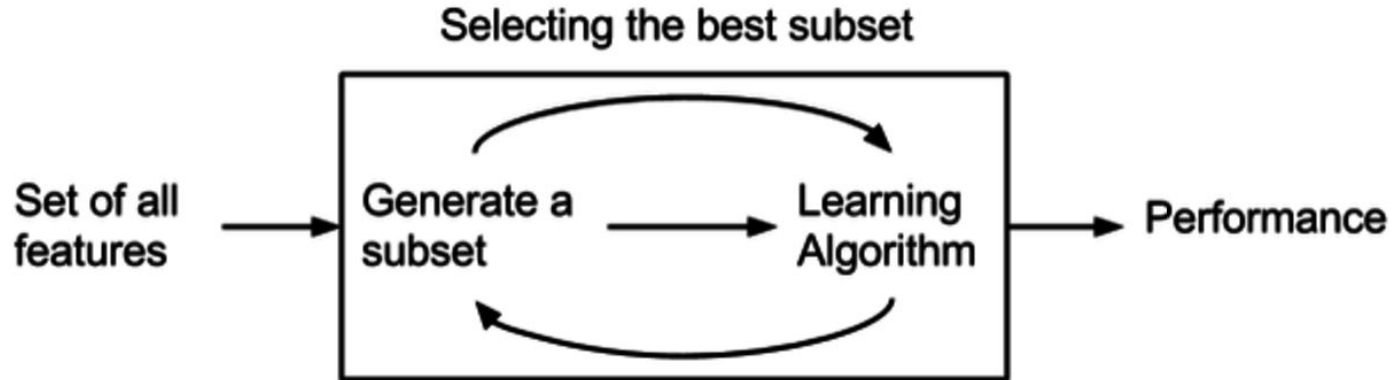 Selecting the best subset
Set of all
features
Generate a
subset
Learning
Algorithm
Performance